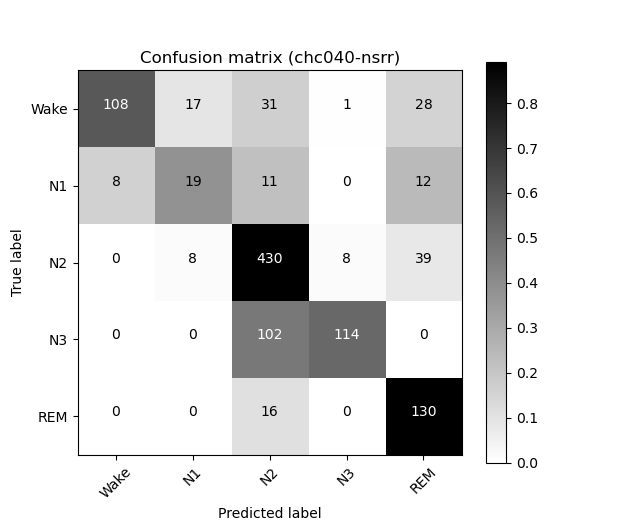 Confusion matrix (chc040-nsrr)
True label
Wake 108 17 31 1 28
N1 8 19 11 0 12
N2 0 8 430 8 39
N3 0 0 102 114 0
REM 0 0 16 0 130
Wake N1 N2 N3 REM
Predicted label
0.8
0.7
0.6
0.5
0.4
0.3
0.2
0.1
0.0